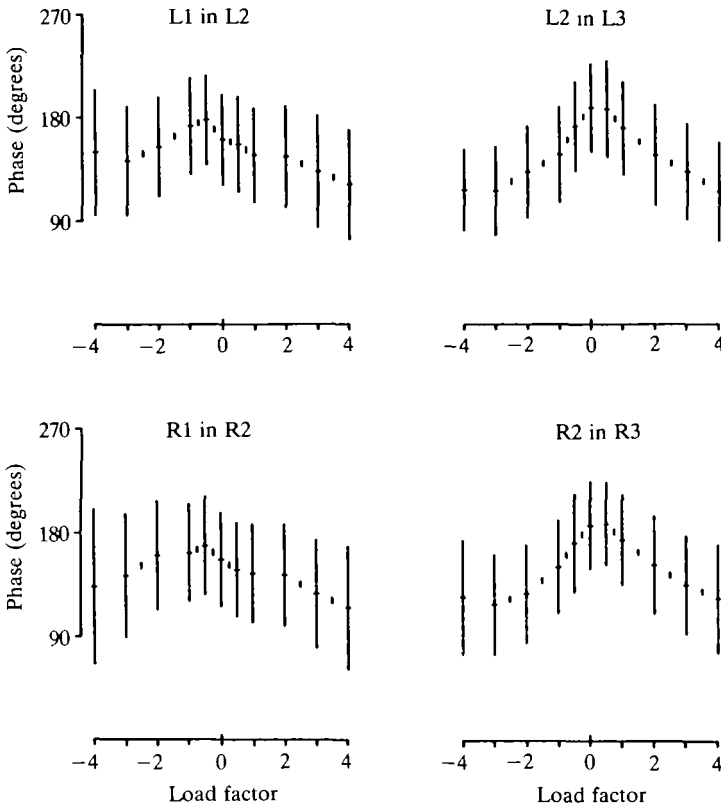 270
L1 in L2
L2 in L3
180
Phase (degrees)
90
−4 −2 0 2 4
−4 −2 0 2 4
270
R1 in R2
R2 in R3
180
Phase (degrees)
90
−4 −2 0 2 4
−4 −2 0 2 4
Load factor
Load factor